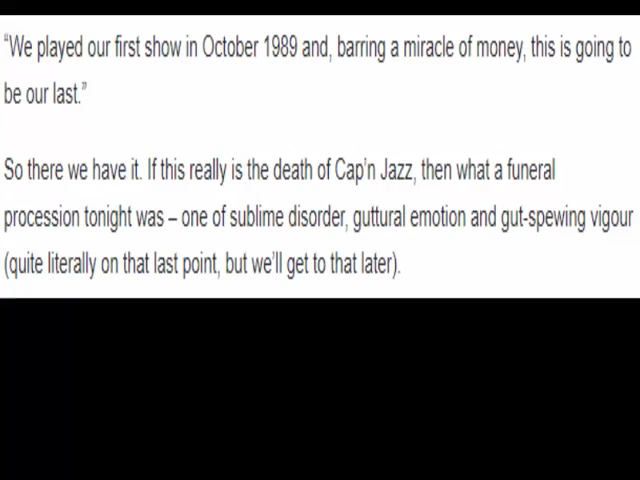 “We played our first show in October 1989 and, barring a miracle of money, this is going to
be our last.”
So there we have it. If this really is the death of Cap’n Jazz, then what a funeral
procession tonight was – one of sublime disorder, guttural emotion and gut-spewing vigour
(quite literally on that last point, but we’ll get to that later).